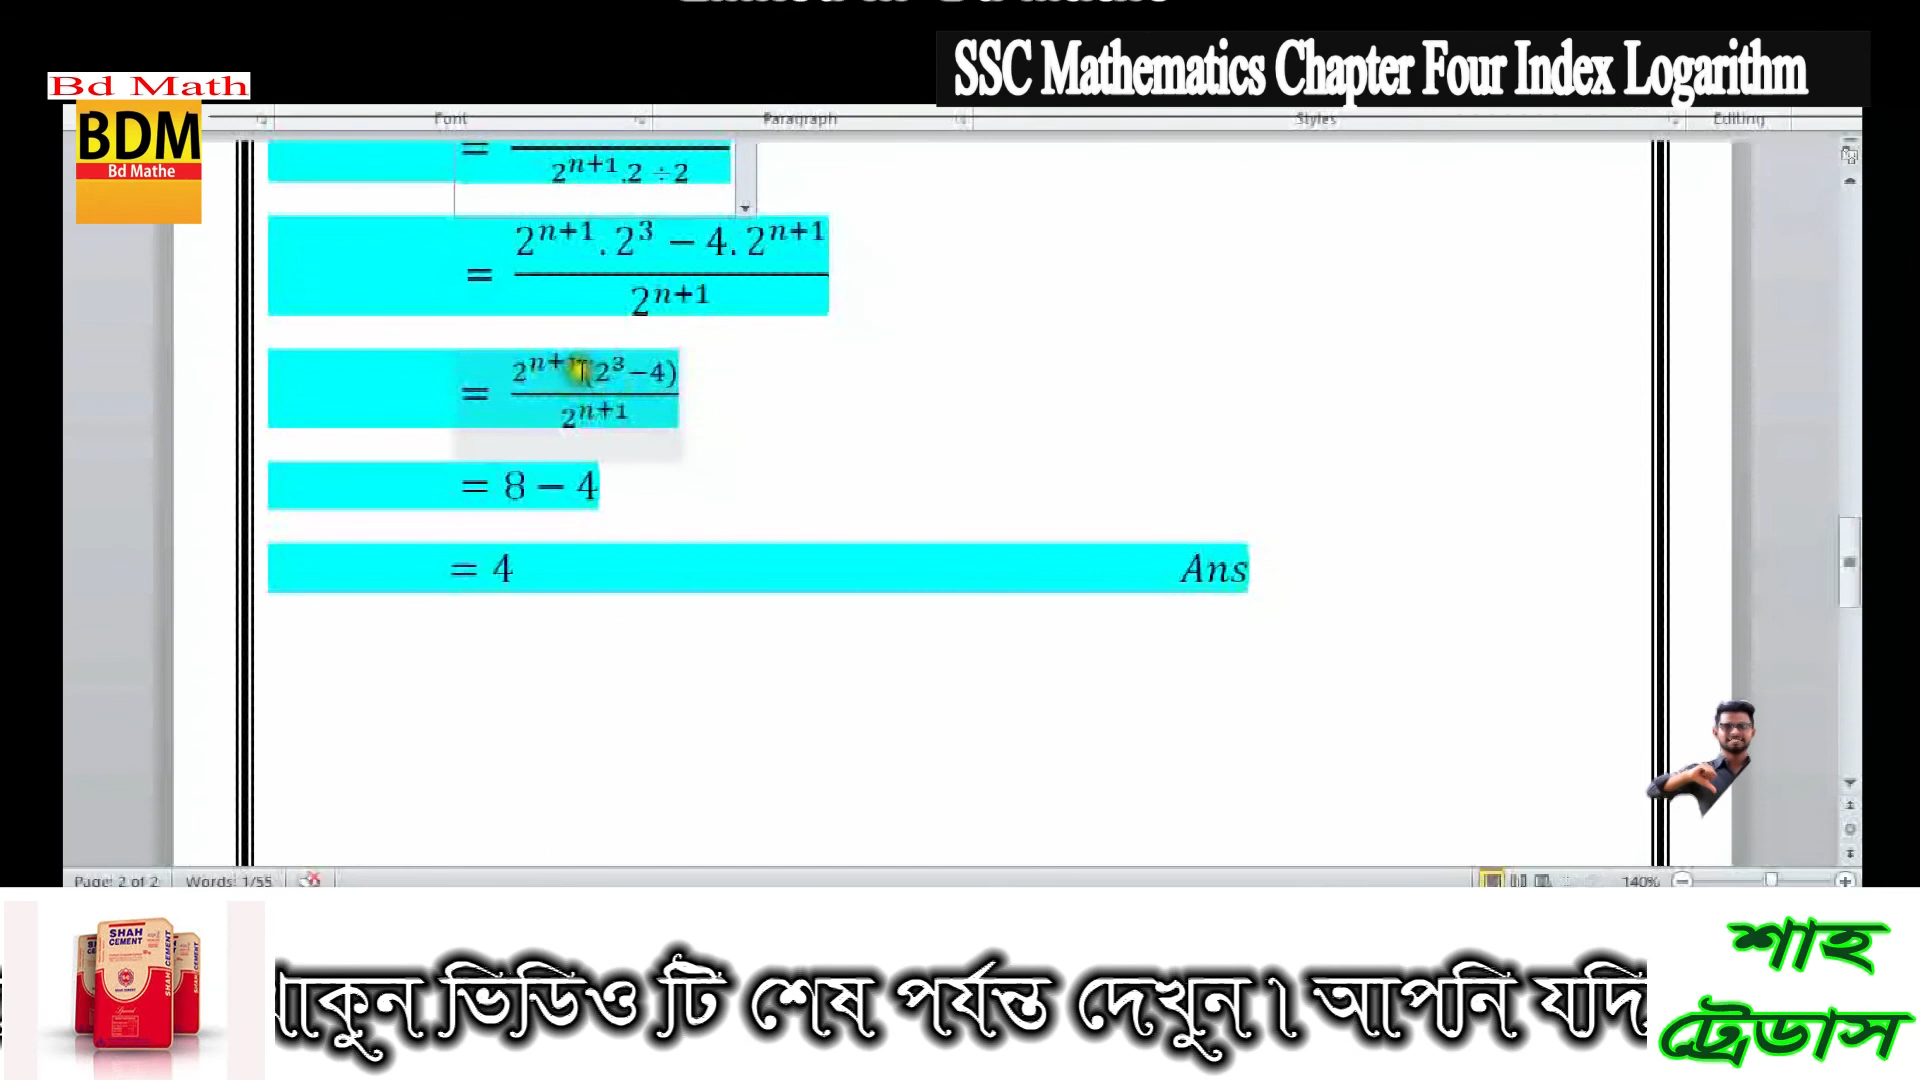 SSC Mathematics Chapter Four Index Logarithm
Bd Math
BDM
Bd Mathe
Font Paragraph Styles Editing
=
2^{n+1}.2 ÷2
= \frac{2^{n+1}.2^3 − 4.2^{n+1}}{2^{n+1}}
= \frac{2^{n+1}(2^3−4)}{2^{n+1}}
= 8 − 4
= 4 Ans
Page: 2 of 2 Words: 1/55 140%
SHAH
CEMENT
াকুন ভিডিও টি শেষ পর্যন্ত দেখুন। আপনি যদি
শাহ
ট্রেডাস